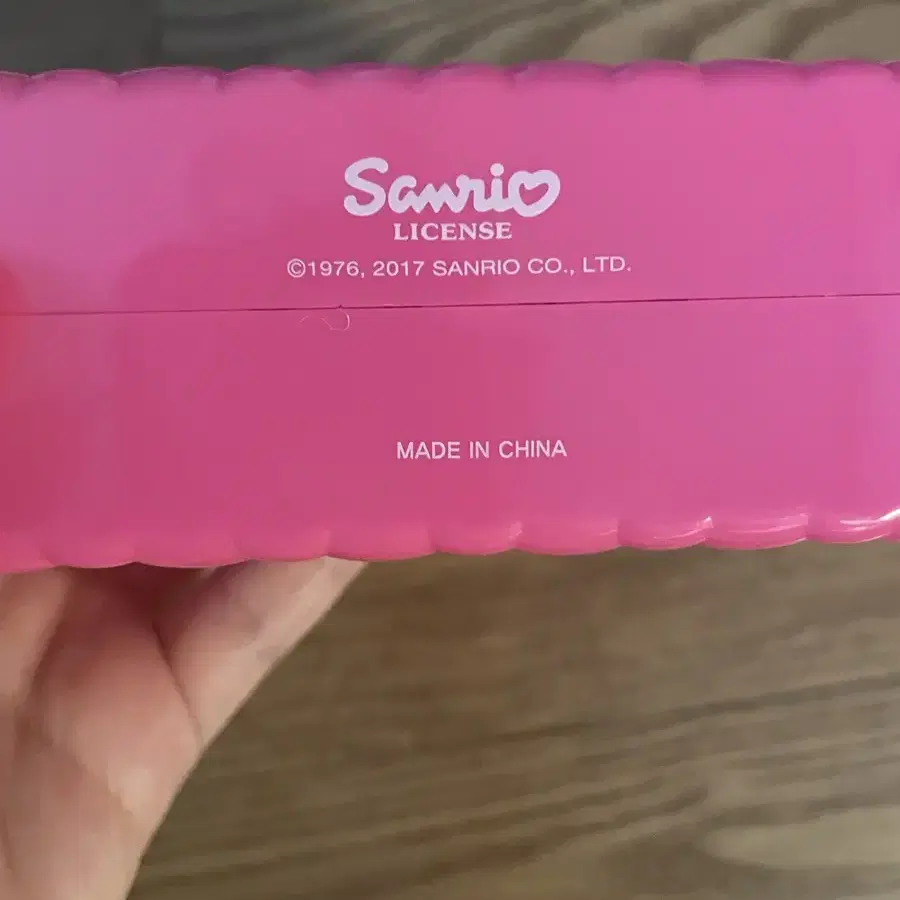 Sanrio
LICENSE
©1976, 2017 SANRIO CO., LTD.
MADE IN CHINA